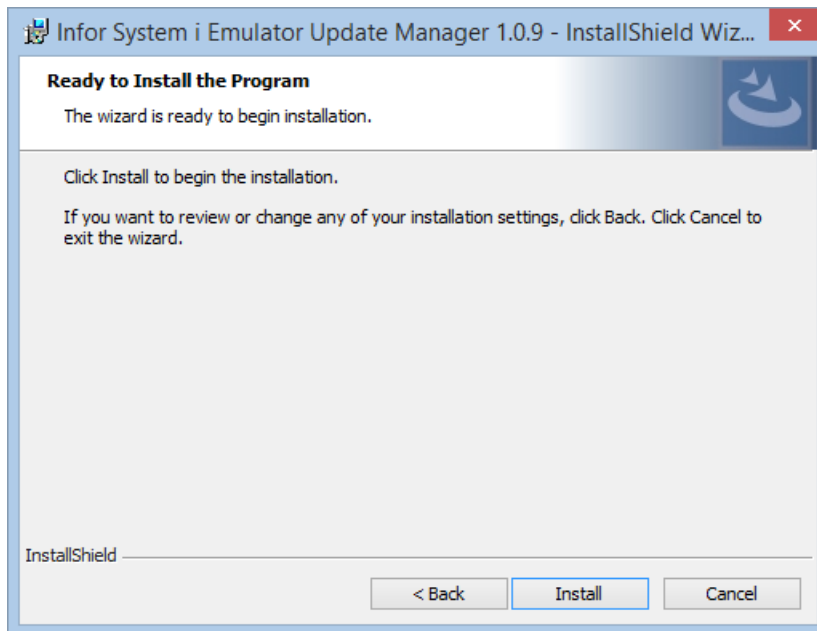 Infor System i Emulator Update Manager 1.0.9 - InstallShield Wiz...
Ready to Install the Program
The wizard is ready to begin installation.
Click Install to begin the installation.
If you want to review or change any of your installation settings, click Back. Click Cancel to
exit the wizard.
InstallShield
< Back
Install
Cancel